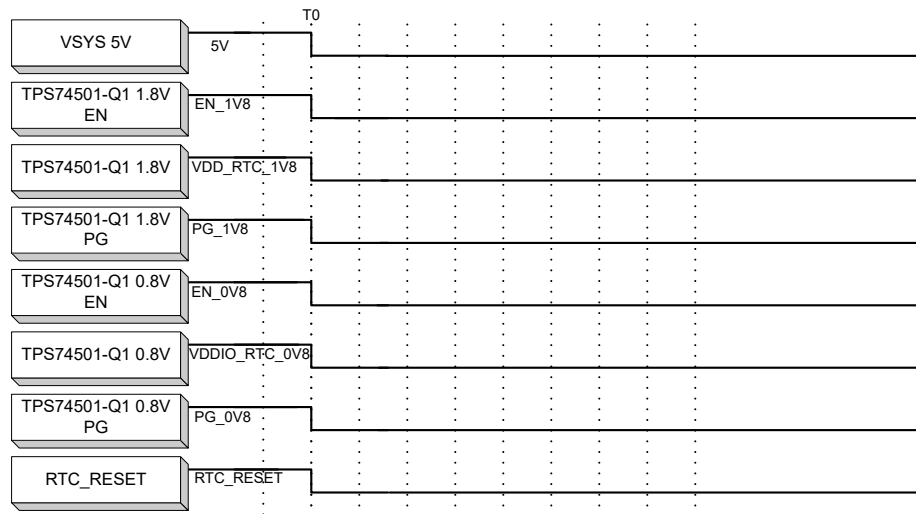 T0
VSYS 5V
5V
TPS74501-Q1 1.8V
EN
EN_1V8
TPS74501-Q1 1.8V
VDD_RTC_1V8
TPS74501-Q1 1.8V
PG
PG_1V8
TPS74501-Q1 0.8V
EN
EN_0V8
TPS74501-Q1 0.8V
VDDIO_RTC_0V8
TPS74501-Q1 0.8V
PG
PG_0V8
RTC_RESET
RTC_RESET